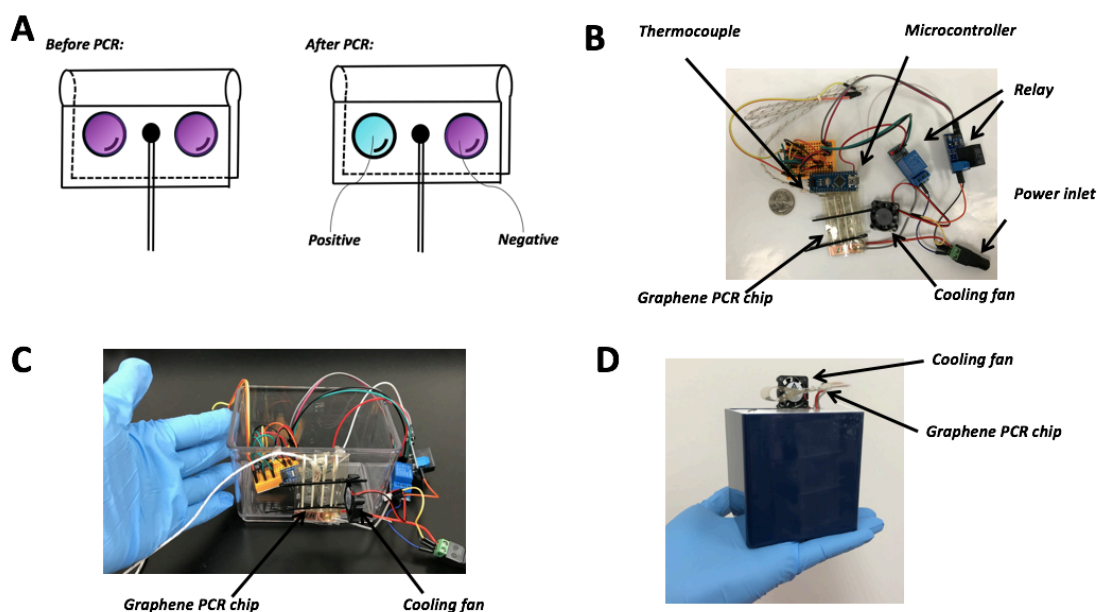 A
Before PCR:
After PCR:
Positive
Negative
B
Thermocouple
Microcontroller
Relay
Power inlet
Graphene PCR chip
Cooling fan
C
Graphene PCR chip
Cooling fan
D
Cooling fan
Graphene PCR chip